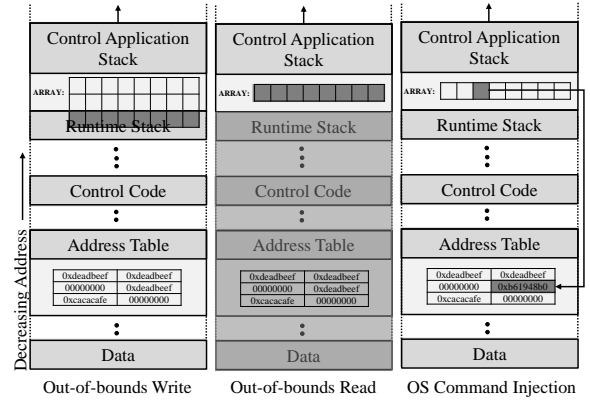 Control Application
Stack
ARRAY:
Runtime Stack
Control Code
Address Table
0xdeadbeef 0xdeadbeef
00000000 0xdeadbeef
0xcacacafe 00000000
Data
Out-of-bounds Write
Control Application
Stack
ARRAY:
Runtime Stack
Control Code
Address Table
0xdeadbeef 0xdeadbeef
00000000 0xdeadbeef
0xcacacafe 00000000
Data
Out-of-bounds Read
Control Application
Stack
ARRAY:
Runtime Stack
Control Code
Address Table
0xdeadbeef 0xdeadbeef
00000000 0xb61948b0
0xcacacafe 00000000
Data
OS Command Injection
Decreasing Address